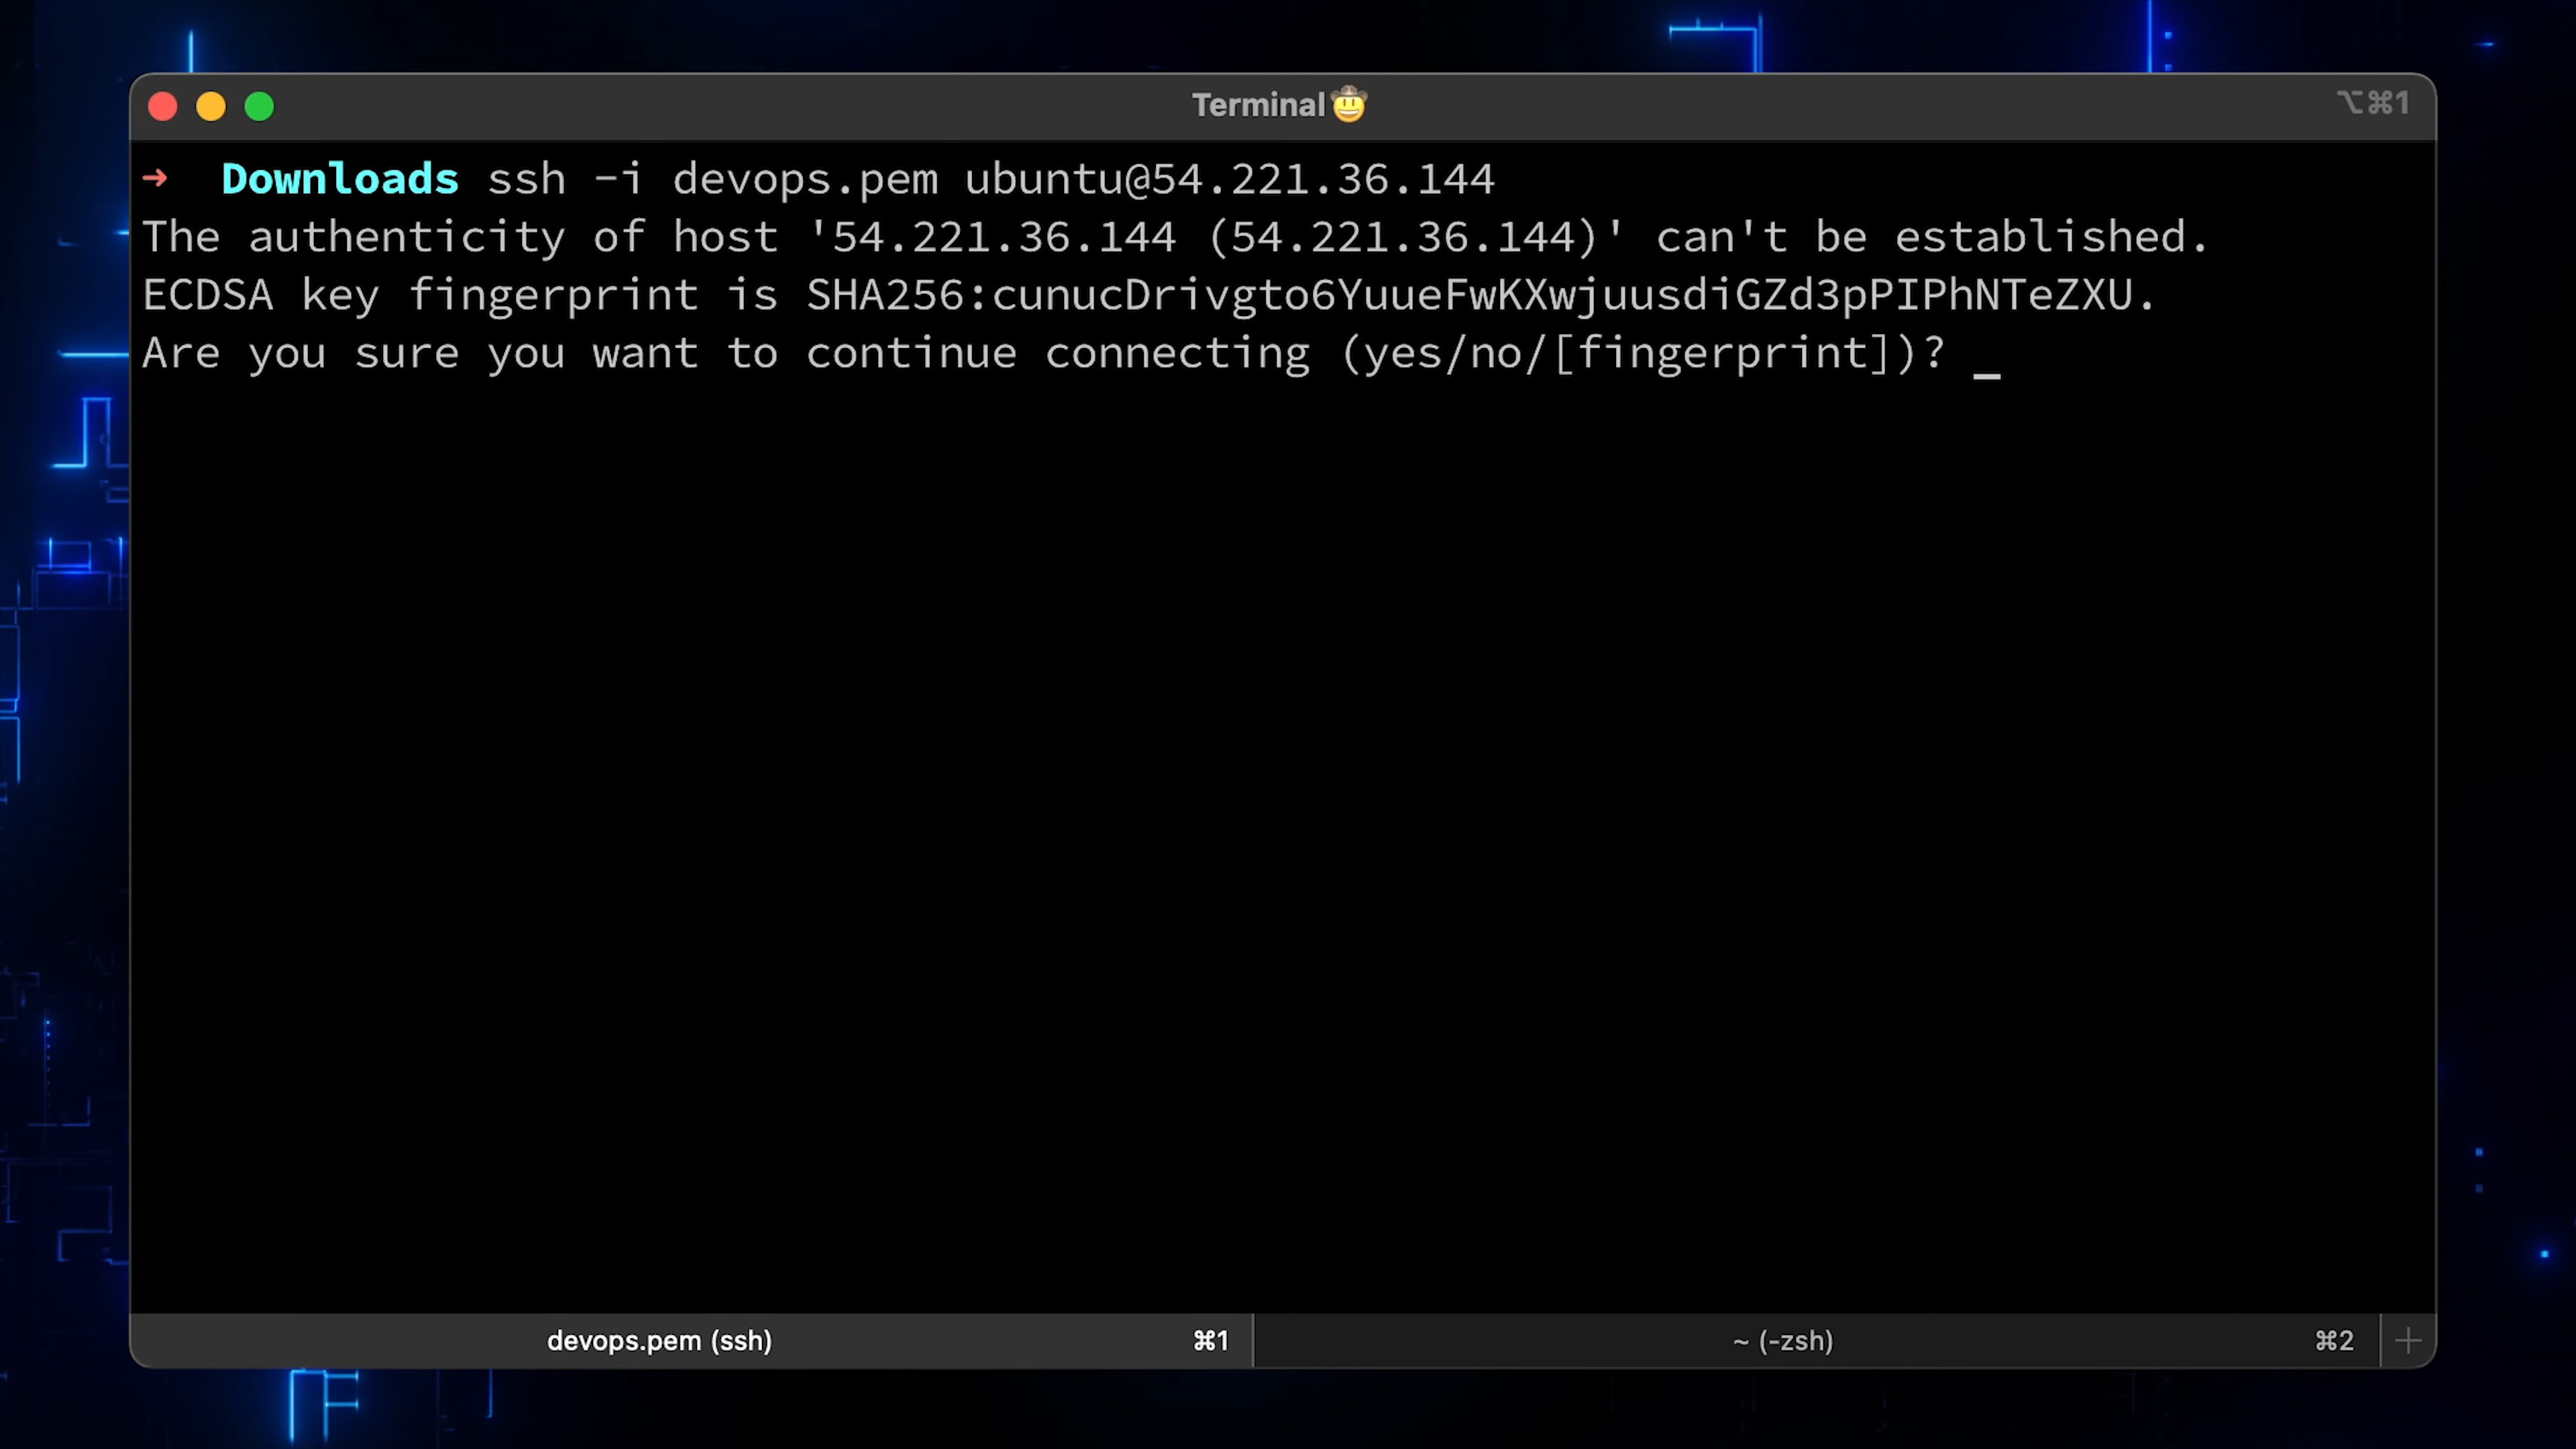 Terminal🤠
⌥⌘1
➜  Downloads ssh -i devops.pem ubuntu@54.221.36.144
The authenticity of host '54.221.36.144 (54.221.36.144)' can't be established.
ECDSA key fingerprint is SHA256:cunucDrivgto6YuueFwKXwjuusdiGZd3pPIPhNTeZXU.
Are you sure you want to continue connecting (yes/no/[fingerprint])? _
devops.pem (ssh) ⌘1
~ (-zsh) ⌘2